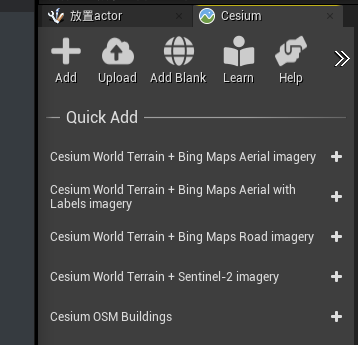 放置actor
Cesium
Add
Upload
Add Blank
Learn
Help
Quick Add
Cesium World Terrain + Bing Maps Aerial imagery
Cesium World Terrain + Bing Maps Aerial with
Labels imagery
Cesium World Terrain + Bing Maps Road imagery
Cesium World Terrain + Sentinel-2 imagery
Cesium OSM Buildings